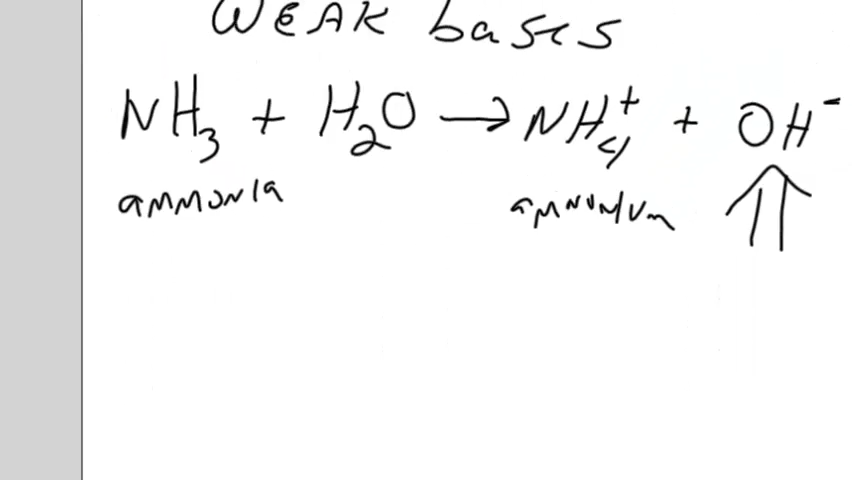 WEAK bases
NH₃ + H₂O → NH₄⁺ + OH⁻
ammonia ammonium